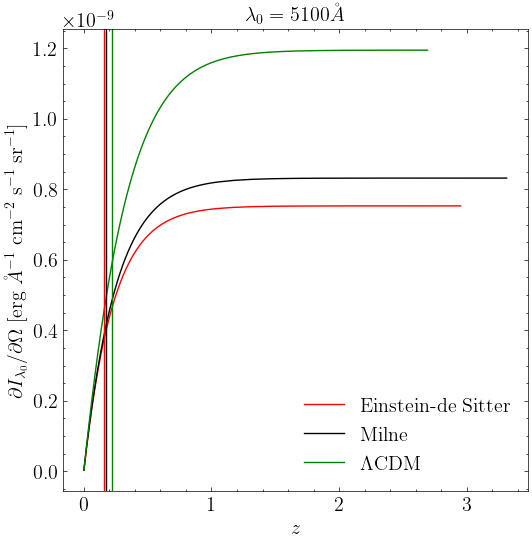 λ₀ = 5100Å
×10⁻⁹
1.2
1.0
0.8
0.6
0.4
0.2
0.0
∂I_λ₀/∂Ω [erg Å⁻¹ cm⁻² s⁻¹ sr⁻¹]
Einstein-de Sitter
Milne
ΛCDM
0 1 2 3
z